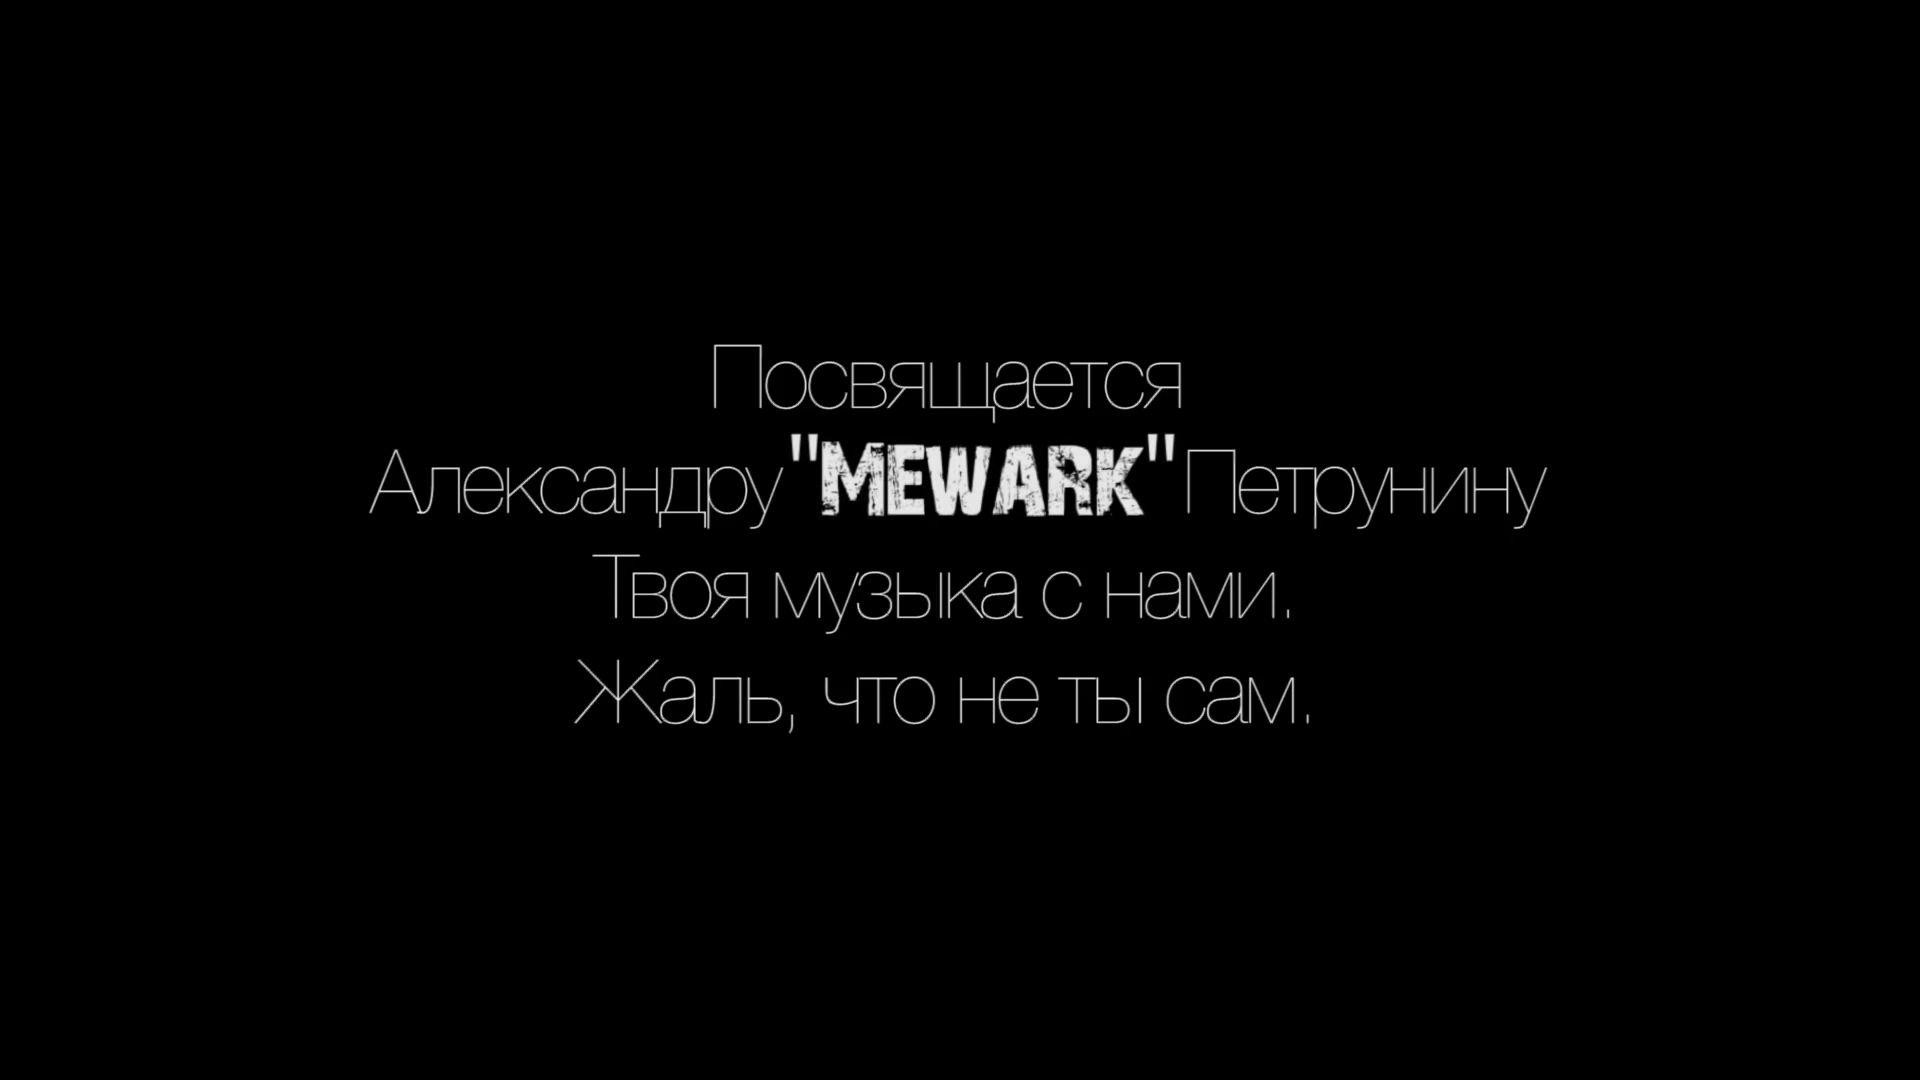 Посвящается
Александру "MEWARK" Петрунину
Твоя музыка с нами.
Жаль, что не ты сам.